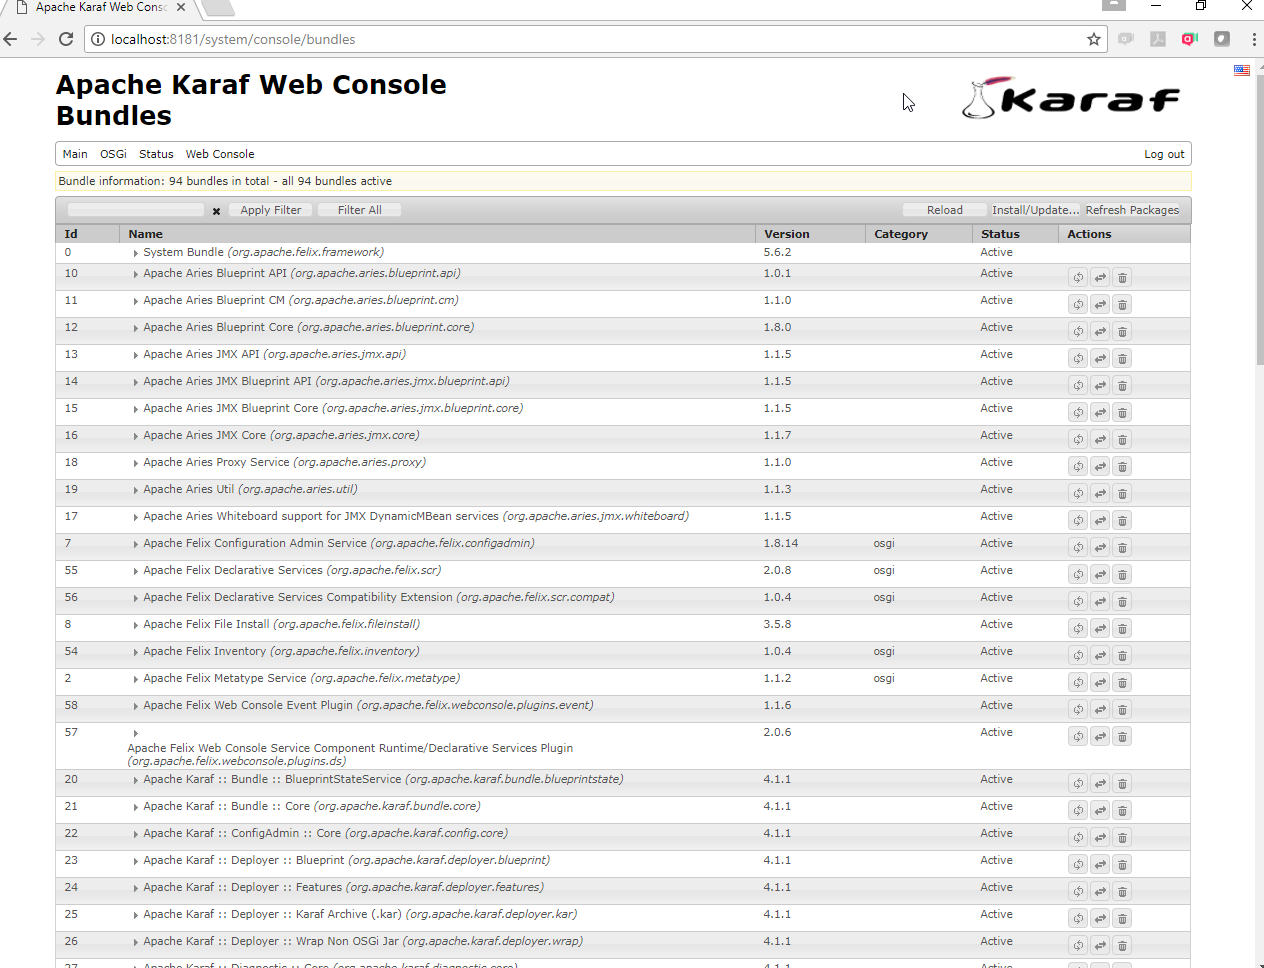 Apache Karaf Web Cons
localhost:8181/system/console/bundles
Apache Karaf Web Console
Bundles
Karaf
Main OSGi Status Web Console Log out
Bundle information: 94 bundles in total - all 94 bundles active
Apply Filter Filter All Reload Install/Update... Refresh Packages
Id Name Version Category Status Actions
0 System Bundle (org.apache.felix.framework) 5.6.2 Active
10 Apache Aries Blueprint API (org.apache.aries.blueprint.api) 1.0.1 Active
11 Apache Aries Blueprint CM (org.apache.aries.blueprint.cm) 1.1.0 Active
12 Apache Aries Blueprint Core (org.apache.aries.blueprint.core) 1.8.0 Active
13 Apache Aries JMX API (org.apache.aries.jmx.api) 1.1.5 Active
14 Apache Aries JMX Blueprint API (org.apache.aries.jmx.blueprint.api) 1.1.5 Active
15 Apache Aries JMX Blueprint Core (org.apache.aries.jmx.blueprint.core) 1.1.5 Active
16 Apache Aries JMX Core (org.apache.aries.jmx.core) 1.1.7 Active
18 Apache Aries Proxy Service (org.apache.aries.proxy) 1.1.0 Active
19 Apache Aries Util (org.apache.aries.util) 1.1.3 Active
17 Apache Aries Whiteboard support for JMX DynamicMBean services (org.apache.aries.jmx.whiteboard) 1.1.5 Active
7 Apache Felix Configuration Admin Service (org.apache.felix.configadmin) 1.8.14 osgi Active
55 Apache Felix Declarative Services (org.apache.felix.scr) 2.0.8 osgi Active
56 Apache Felix Declarative Services Compatibility Extension (org.apache.felix.scr.compat) 1.0.4 osgi Active
8 Apache Felix File Install (org.apache.felix.fileinstall) 3.5.8 Active
54 Apache Felix Inventory (org.apache.felix.inventory) 1.0.4 osgi Active
2 Apache Felix Metatype Service (org.apache.felix.metatype) 1.1.2 osgi Active
58 Apache Felix Web Console Event Plugin (org.apache.felix.webconsole.plugins.event) 1.1.6 Active
57 2.0.6 Active
Apache Felix Web Console Service Component Runtime/Declarative Services Plugin
(org.apache.felix.webconsole.plugins.ds)
20 Apache Karaf :: Bundle :: BlueprintStateService (org.apache.karaf.bundle.blueprintstate) 4.1.1 Active
21 Apache Karaf :: Bundle :: Core (org.apache.karaf.bundle.core) 4.1.1 Active
22 Apache Karaf :: ConfigAdmin :: Core (org.apache.karaf.config.core) 4.1.1 Active
23 Apache Karaf :: Deployer :: Blueprint (org.apache.karaf.deployer.blueprint) 4.1.1 Active
24 Apache Karaf :: Deployer :: Features (org.apache.karaf.deployer.features) 4.1.1 Active
25 Apache Karaf :: Deployer :: Karaf Archive (.kar) (org.apache.karaf.deployer.kar) 4.1.1 Active
26 Apache Karaf :: Deployer :: Wrap Non OSGi Jar (org.apache.karaf.deployer.wrap) 4.1.1 Active
27 Apache Karaf :: Diagnostic :: Core (org.apache.karaf.diagnostic.core) 4.1.1 Active